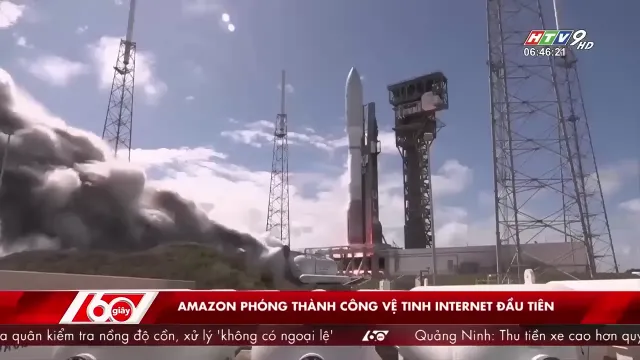 HTV9 HD
06:46:21
60 giây
AMAZON PHÓNG THÀNH CÔNG VỆ TINH INTERNET ĐẦU TIÊN
a quân kiểm tra nồng độ cồn, xử lý 'không có ngoại lệ' 60 Quảng Ninh: Thu tiền xe cao hơn quy